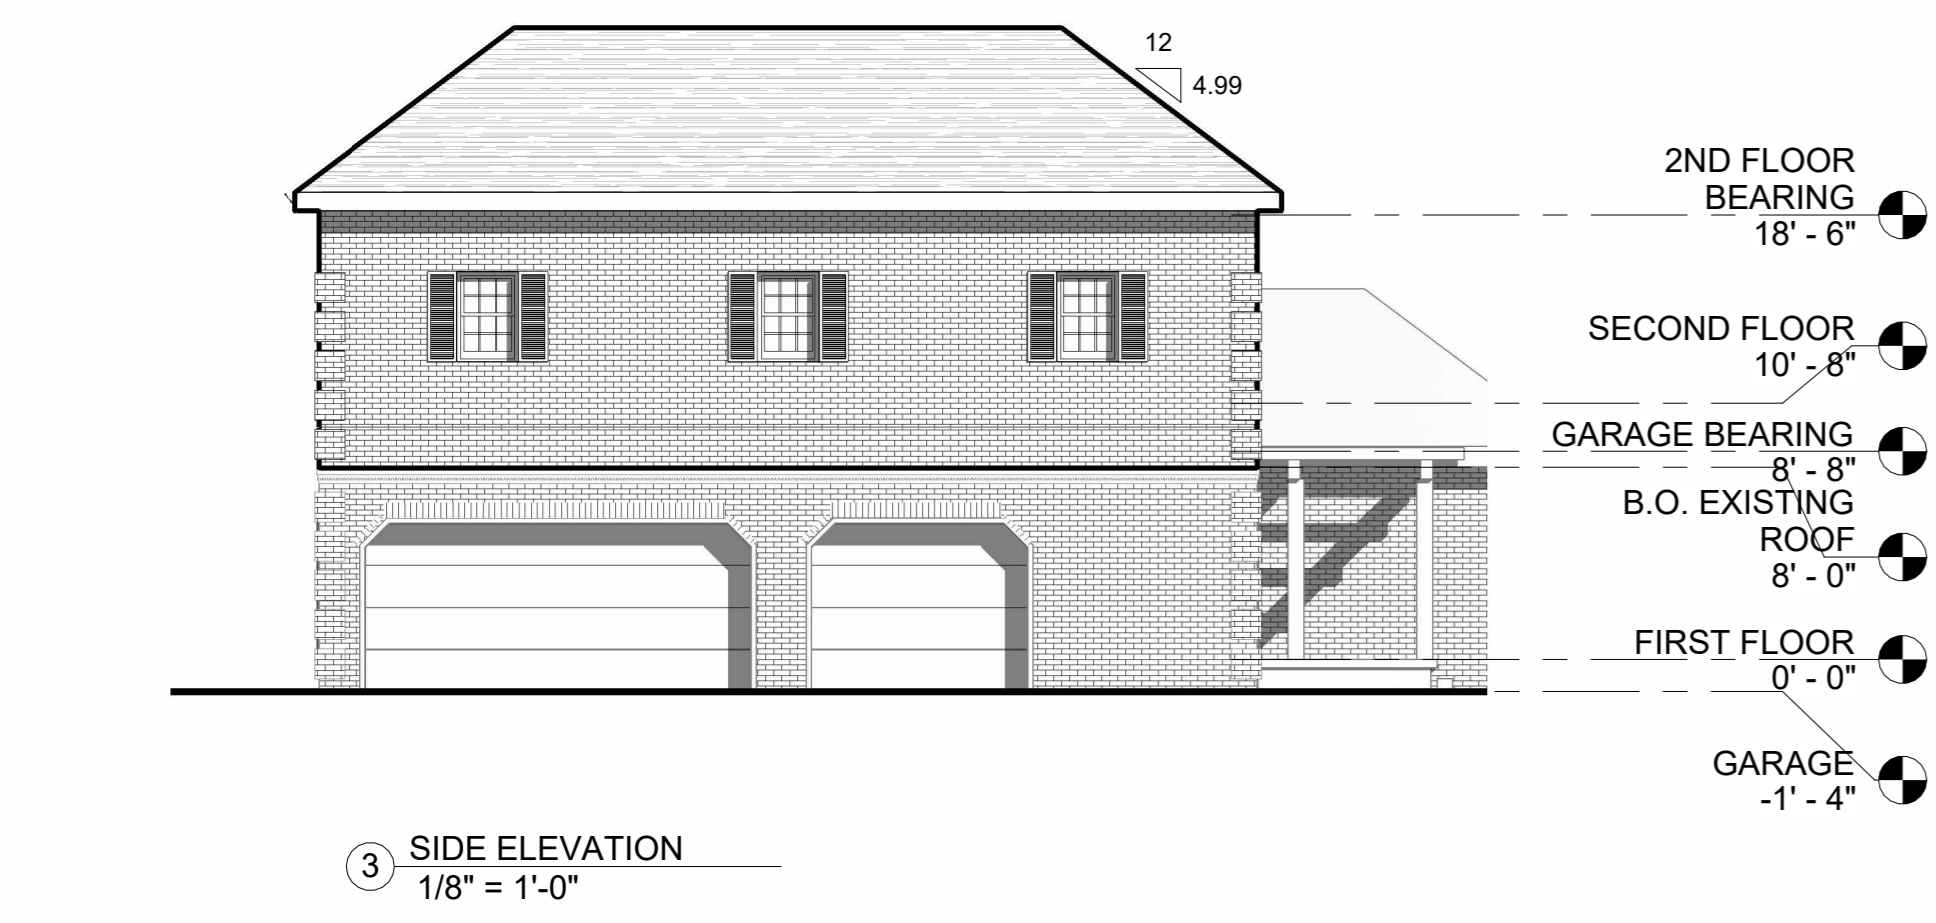 12
4.99
2ND FLOOR
BEARING
18' - 6"
SECOND FLOOR
10' - 8"
GARAGE BEARING
8' - 8"
B.O. EXISTING
ROOF
8' - 0"
FIRST FLOOR
0' - 0"
GARAGE
-1' - 4"
3 SIDE ELEVATION
1/8" = 1'-0"